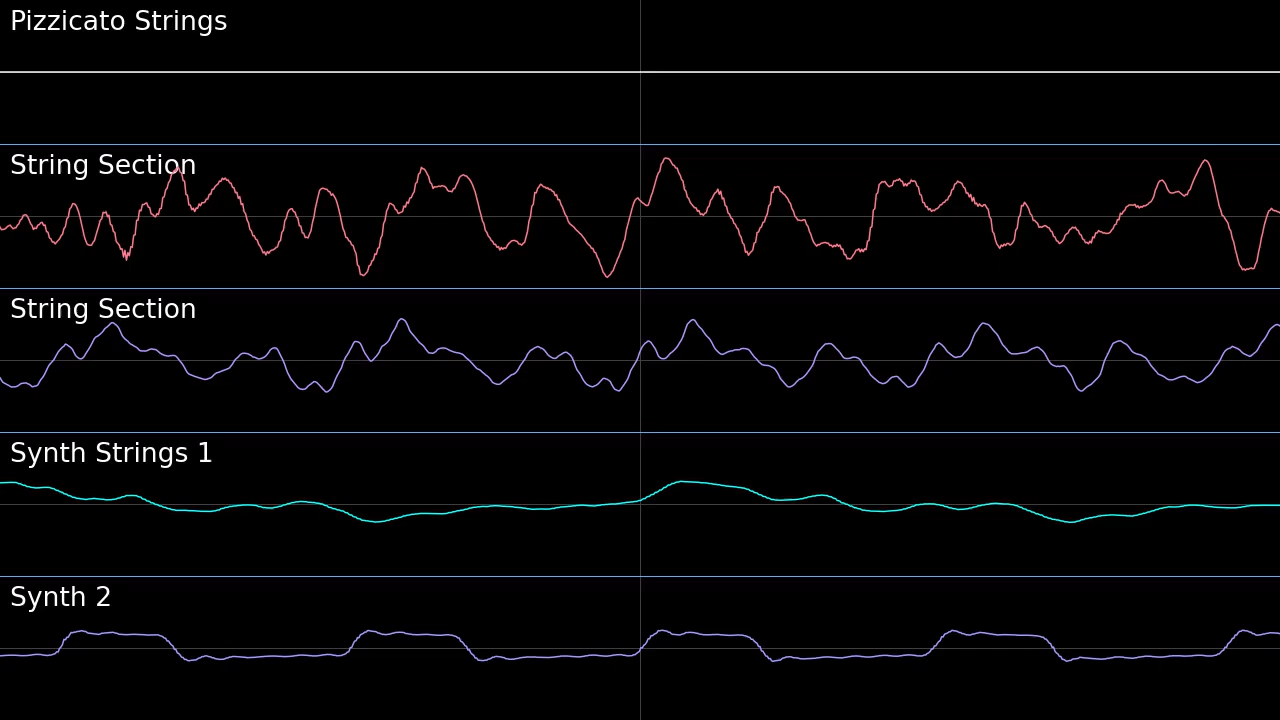 Pizzicato Strings
String Section
String Section
Synth Strings 1
Synth 2